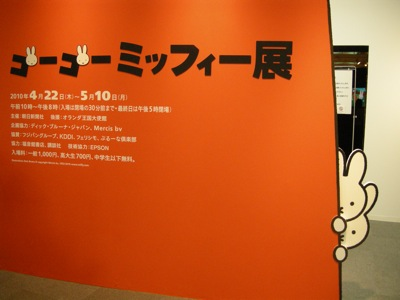 ゴーゴーミッフィー展
2010年4月22日(木)〜5月10日(月)
午前10時〜午後8時(入場は閉場の30分前まで・最終日は午後5時閉場)
主催:朝日新聞社 後援:オランダ王国大使館
企画協力:ディック・ブルーナ・ジャパン、Mercis bv
協賛:フジパングループ、KDDI、フェリシモ、ぶるーな倶楽部
協力:福音館書店、講談社 技術協力:EPSON
入場料:一般1,000円、高大生700円、中学生以下無料。